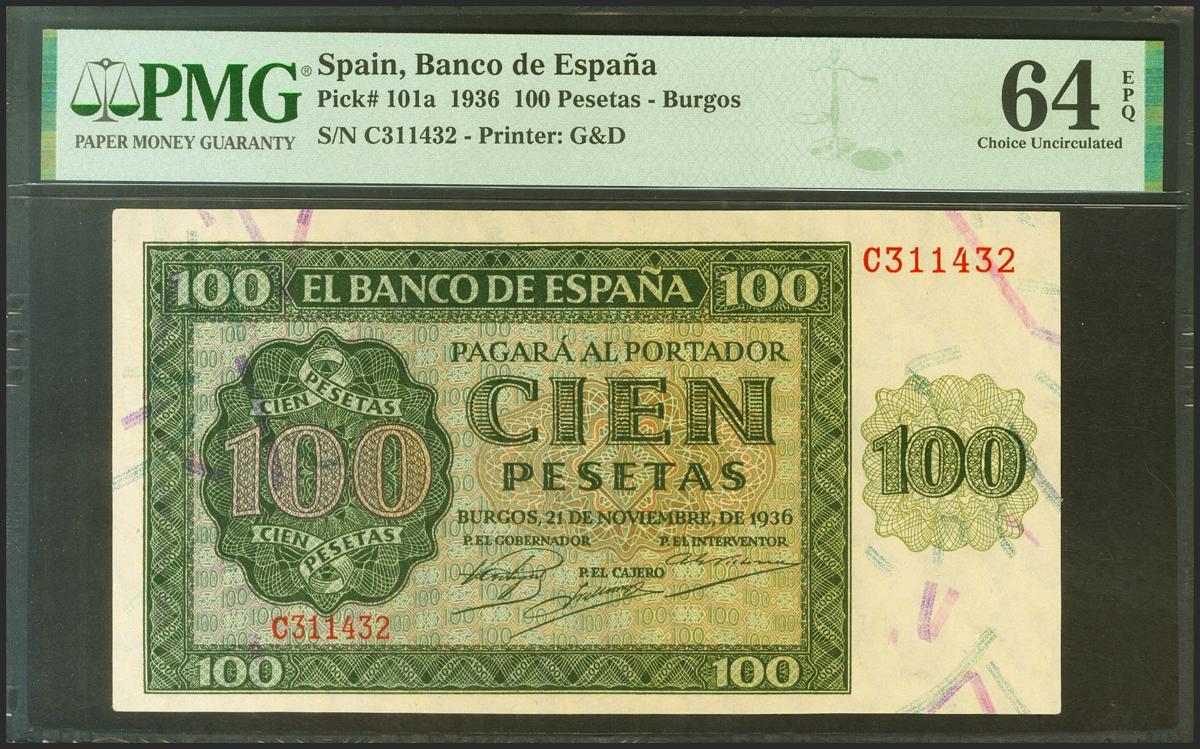 PMG®
PAPER MONEY GUARANTY
Spain, Banco de España
Pick# 101a 1936 100 Pesetas - Burgos
S/N C311432 - Printer: G&D
64 EPQ
Choice Uncirculated
C311432
100 EL BANCO DE ESPAÑA 100
PAGARÁ AL PORTADOR
CIEN
PESETAS
CIEN PESETAS
100
CIEN PESETAS
100
BURGOS, 21 DE NOVIEMBRE, DE 1936
P. EL GOBERNADOR P. EL INTERVENTOR
P. EL CAJERO
C311432
100 100